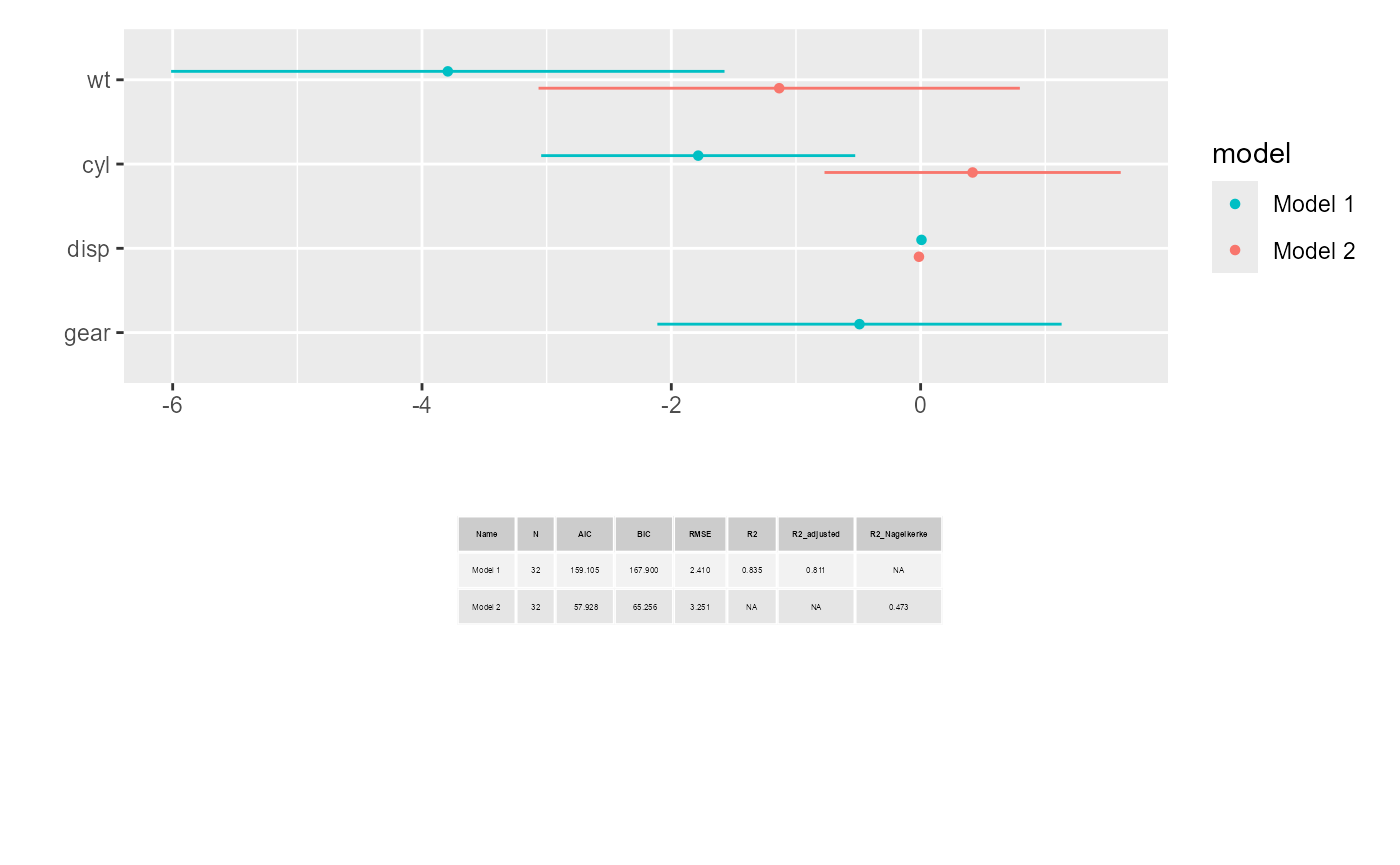 wt
cyl
disp
gear
-6 -4 -2 0
model
Model 1
Model 2
Name N AIC BIC RMSE R2 R2_adjusted R2_Nagelkerke
Model 1 32 159.105 167.900 2.410 0.835 0.811 NA
Model 2 32 57.928 65.256 3.251 NA NA 0.473